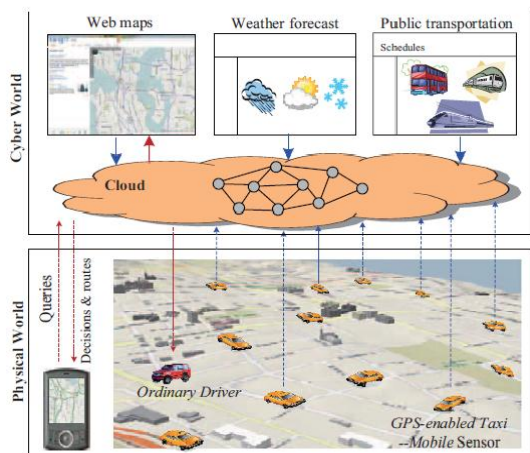 Web maps
Weather forecast
Public transportation
Schedules
Cyber World
Cloud
Physical World
Queries
Decisions & routes
Ordinary Driver
GPS-enabled Taxi
--Mobile Sensor